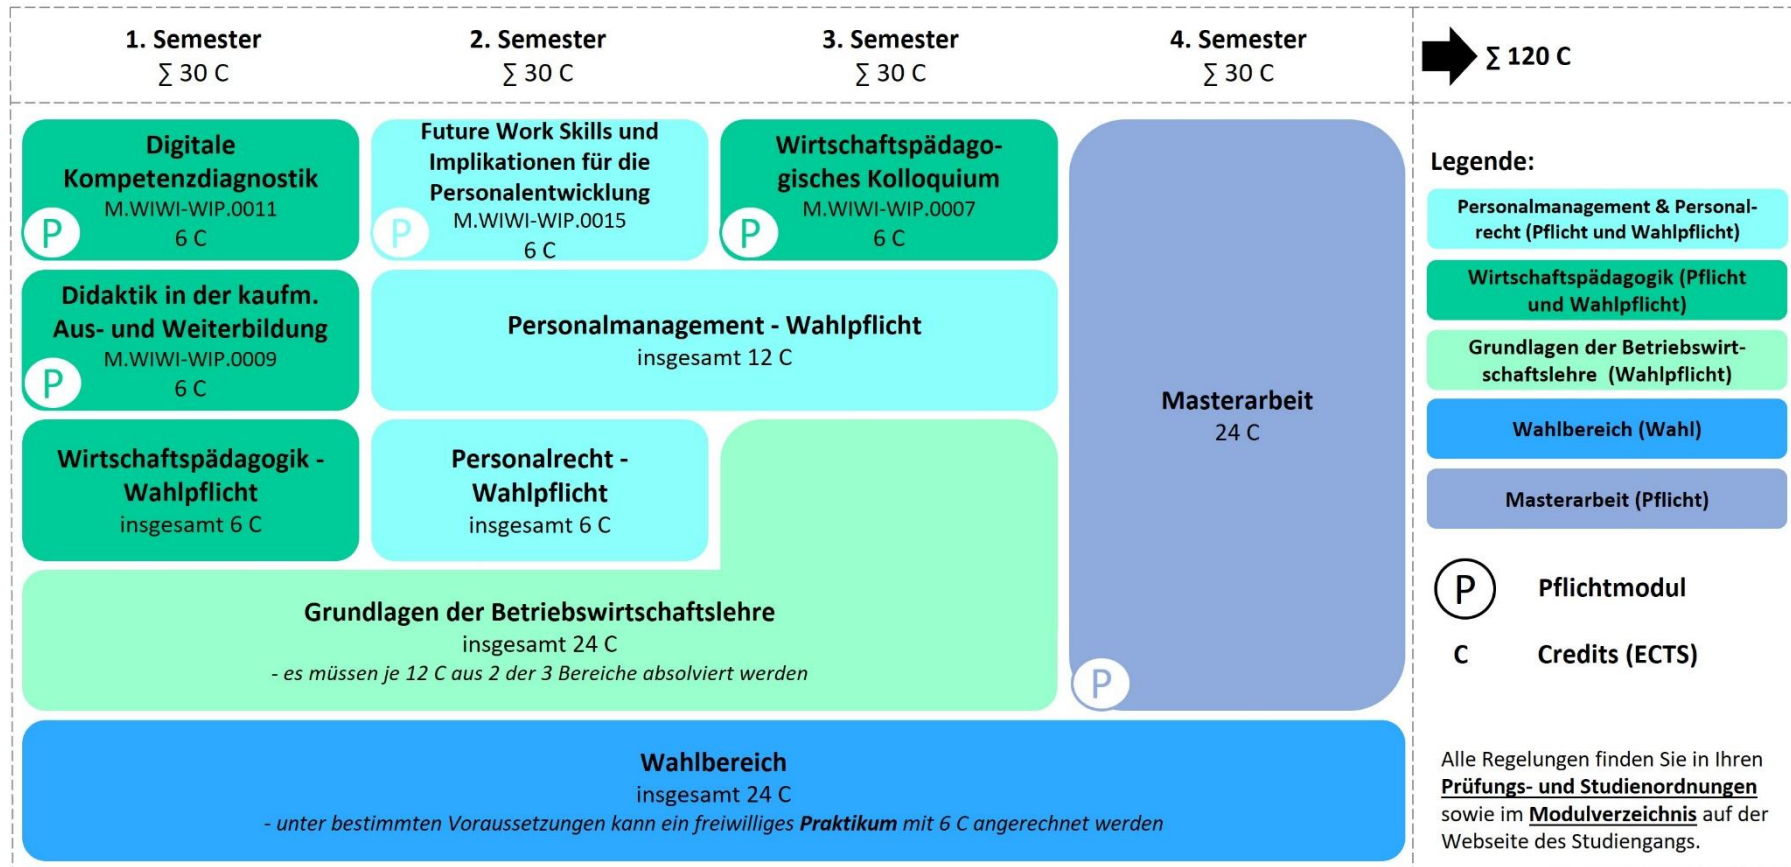 1. Semester
∑ 30 C
2. Semester
∑ 30 C
3. Semester
∑ 30 C
4. Semester
∑ 30 C
∑ 120 C
Digitale
Kompetenzdiagnostik
M.WIWI-WIP.0011
6 C
P
Future Work Skills und
Implikationen für die
Personalentwicklung
M.WIWI-WIP.0015
6 C
P
Wirtschaftspädago-
gisches Kolloquium
M.WIWI-WIP.0007
6 C
P
Didaktik in der kaufm.
Aus- und Weiterbildung
M.WIWI-WIP.0009
6 C
P
Personalmanagement - Wahlpflicht
insgesamt 12 C
Wirtschaftspädagogik -
Wahlpflicht
insgesamt 6 C
Personalrecht -
Wahlpflicht
insgesamt 6 C
Grundlagen der Betriebswirtschaftslehre
insgesamt 24 C
- es müssen je 12 C aus 2 der 3 Bereiche absolviert werden
Masterarbeit
24 C
P
Wahlbereich
insgesamt 24 C
- unter bestimmten Voraussetzungen kann ein freiwilliges Praktikum mit 6 C angerechnet werden
Legende:
Personalmanagement & Personal-
recht (Pflicht und Wahlpflicht)
Wirtschaftspädagogik (Pflicht
und Wahlpflicht)
Grundlagen der Betriebswirt-
schaftslehre (Wahlpflicht)
Wahlbereich (Wahl)
Masterarbeit (Pflicht)
P Pflichtmodul
C Credits (ECTS)
Alle Regelungen finden Sie in Ihren
Prüfungs- und Studienordnungen
sowie im Modulverzeichnis auf der
Webseite des Studiengangs.